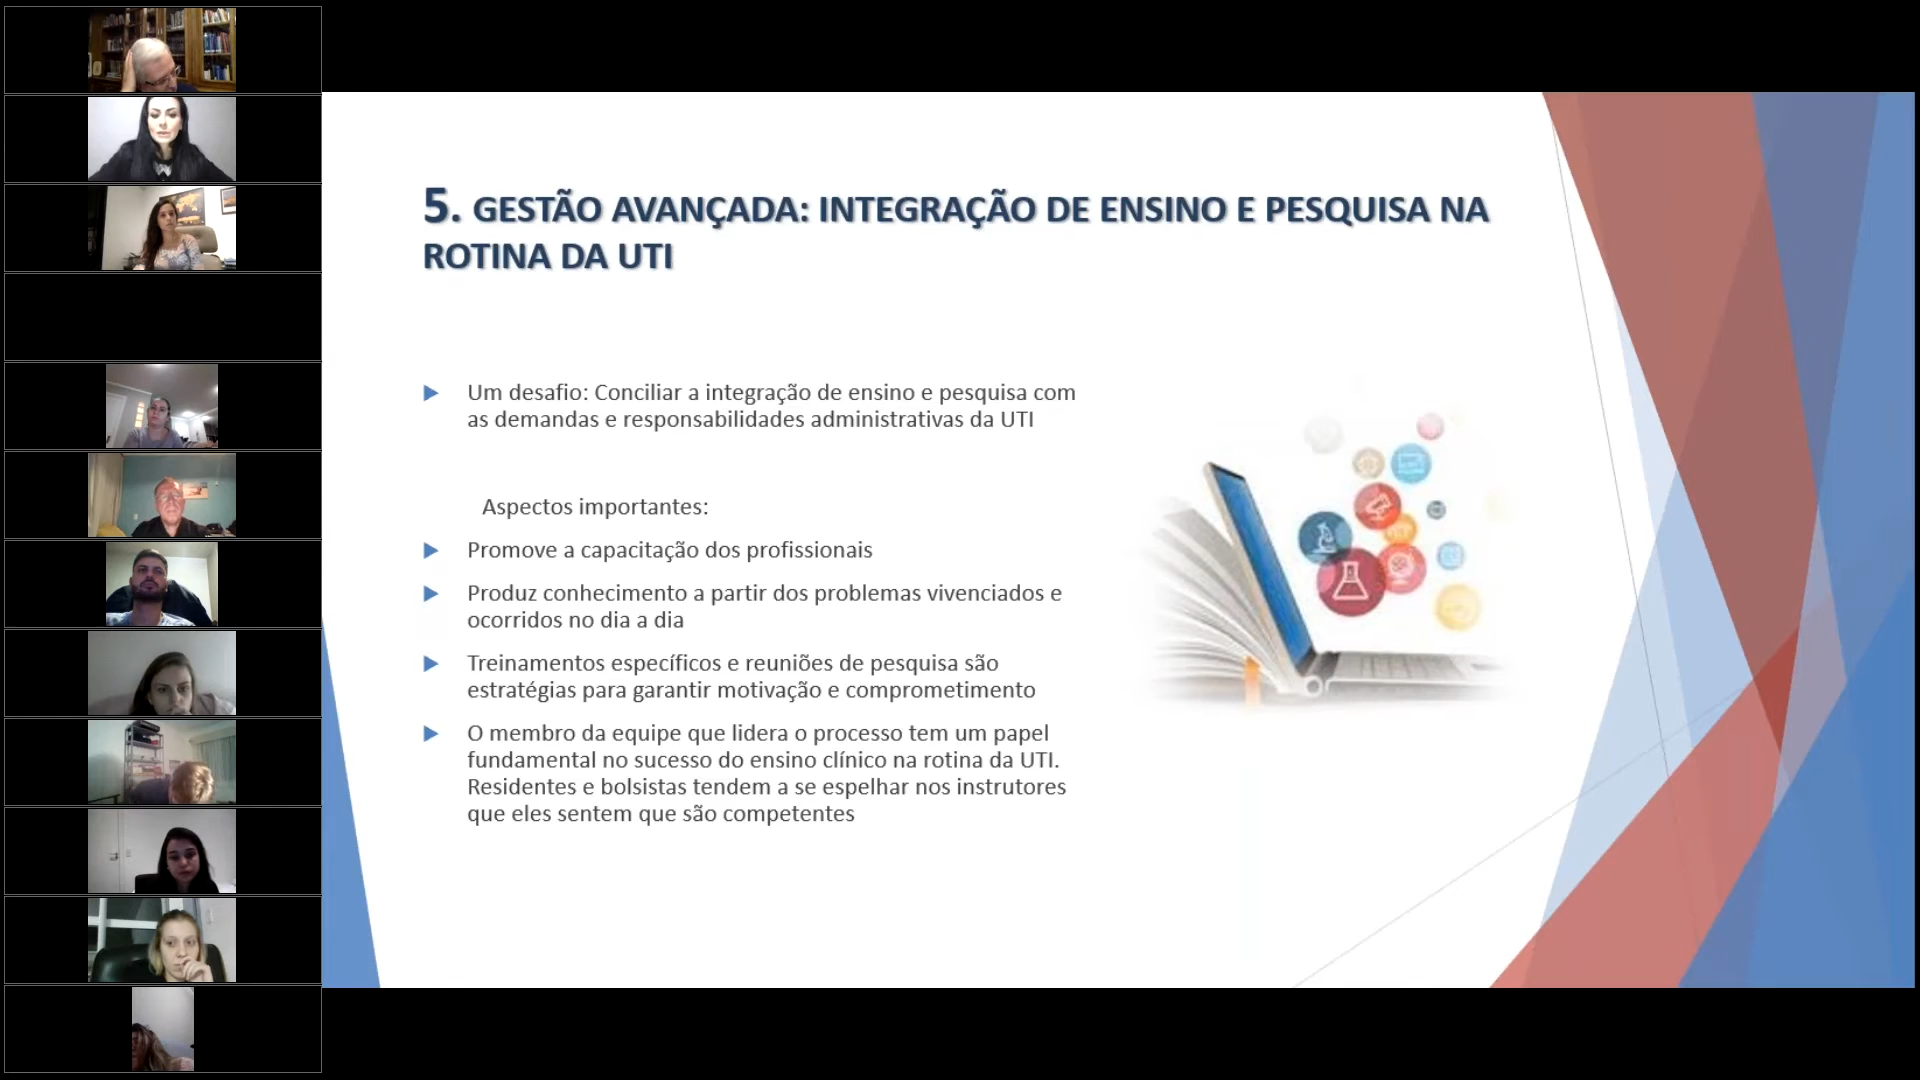 5. GESTÃO AVANÇADA: INTEGRAÇÃO DE ENSINO E PESQUISA NA
ROTINA DA UTI
Um desafio: Conciliar a integração de ensino e pesquisa com
as demandas e responsabilidades administrativas da UTI
Aspectos importantes:
Promove a capacitação dos profissionais
Produz conhecimento a partir dos problemas vivenciados e
ocorridos no dia a dia
Treinamentos específicos e reuniões de pesquisa são
estratégias para garantir motivação e comprometimento
O membro da equipe que lidera o processo tem um papel
fundamental no sucesso do ensino clínico na rotina da UTI.
Residentes e bolsistas tendem a se espelhar nos instrutores
que eles sentem que são competentes